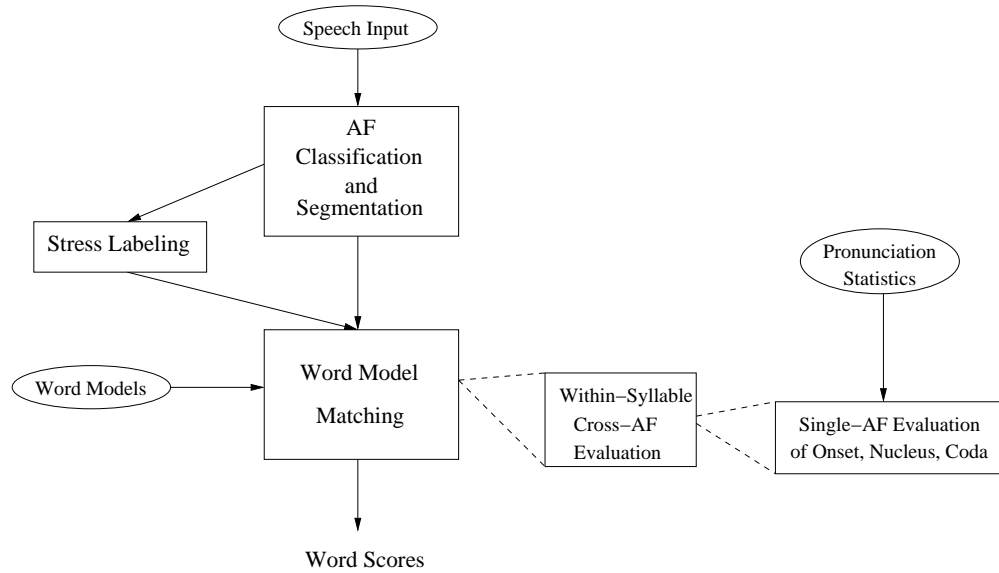 Speech Input
AF
Classification
and
Segmentation
Stress Labeling
Pronunciation
Statistics
Word Models
Word Model
Matching
Within−Syllable
Cross−AF
Evaluation
Single−AF Evaluation
of Onset, Nucleus, Coda
Word Scores